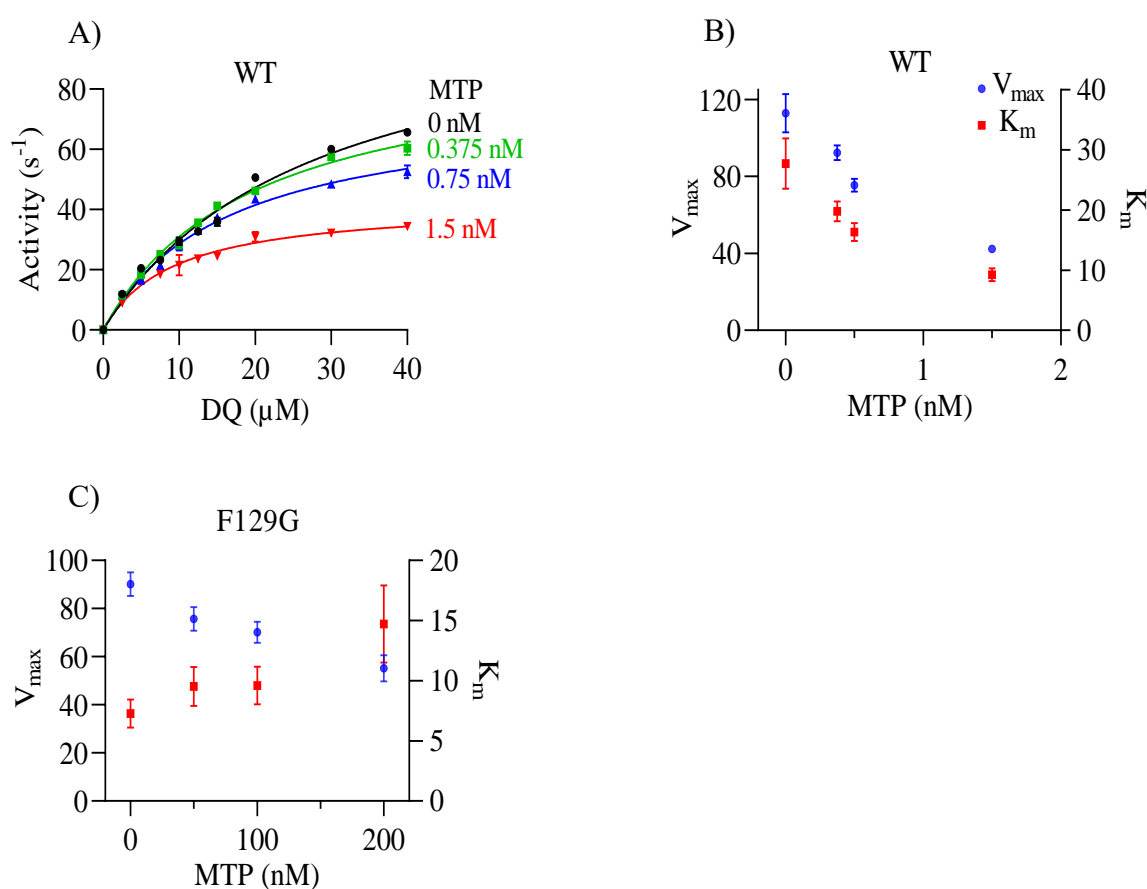 A)
WT
Activity (s⁻¹)
80
60
40
20
0
0
10
20
30
40
DQ (µM)
MTP
0 nM
0.375 nM
0.75 nM
1.5 nM
B)
WT
Vmax
Km
Vmax
120
80
40
0
0
1
2
MTP (nM)
40
30
20
10
0
Km
C)
F129G
Vmax
100
80
60
40
20
0
0
100
200
MTP (nM)
20
15
10
5
0
Km